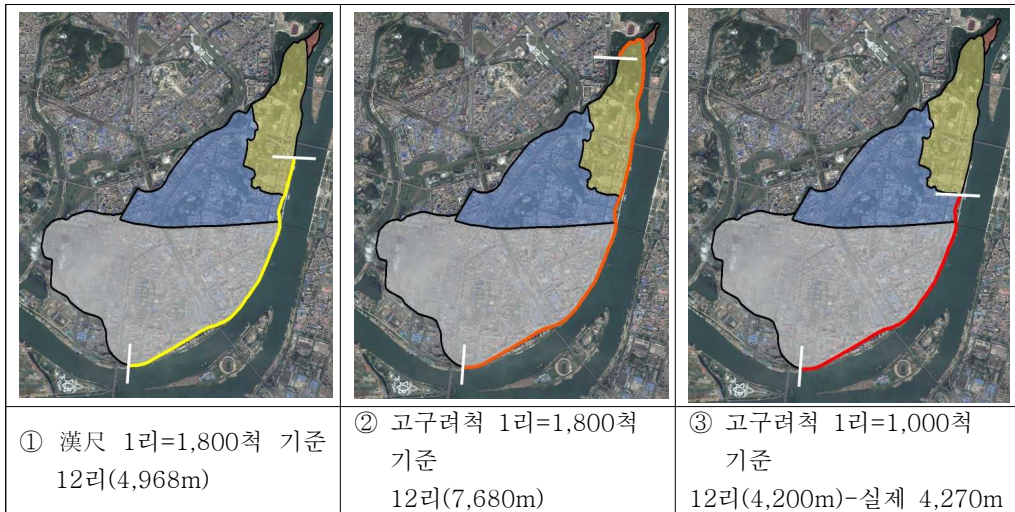 ① 漢尺 1리=1,800척 기준
12리(4,968m)
② 고구려척 1리=1,800척
기준
12리(7,680m)
③ 고구려척 1리=1,000척
기준
12리(4,200m)-실제 4,270m